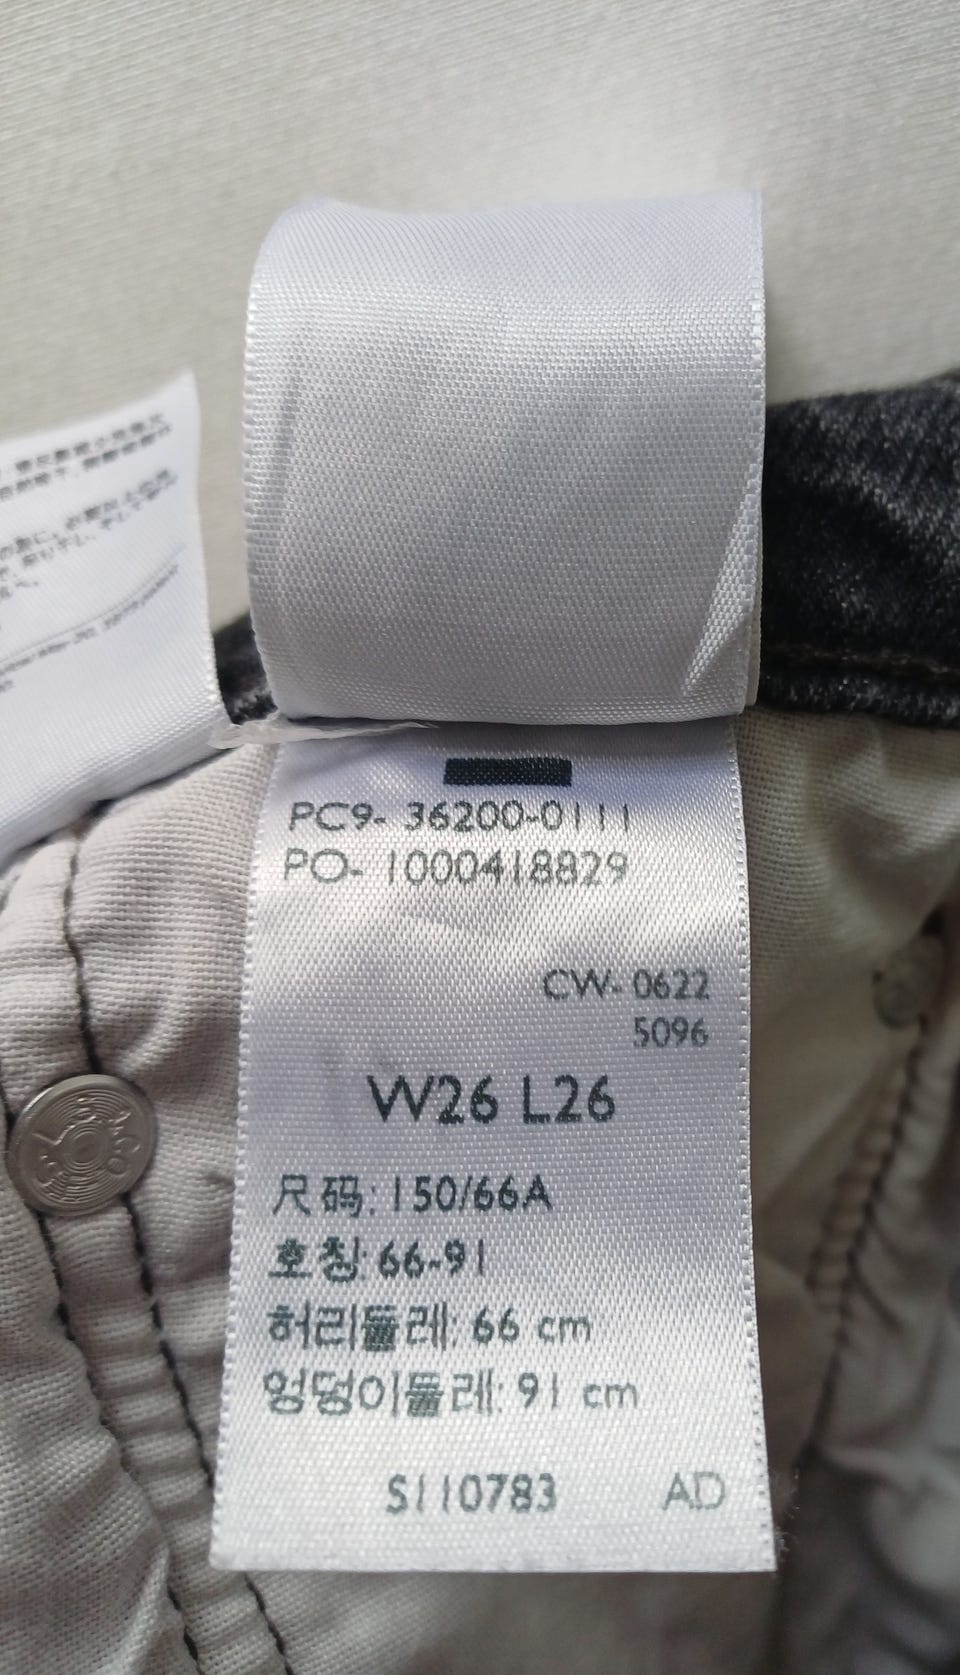 PC9- 36200-0111
PO- 1000418829
CW- 0622
5096
W26 L26
尺码: 150/66A
호칭: 66-91
허리둘레: 66 cm
엉덩이둘레: 91 cm
S110783 AD